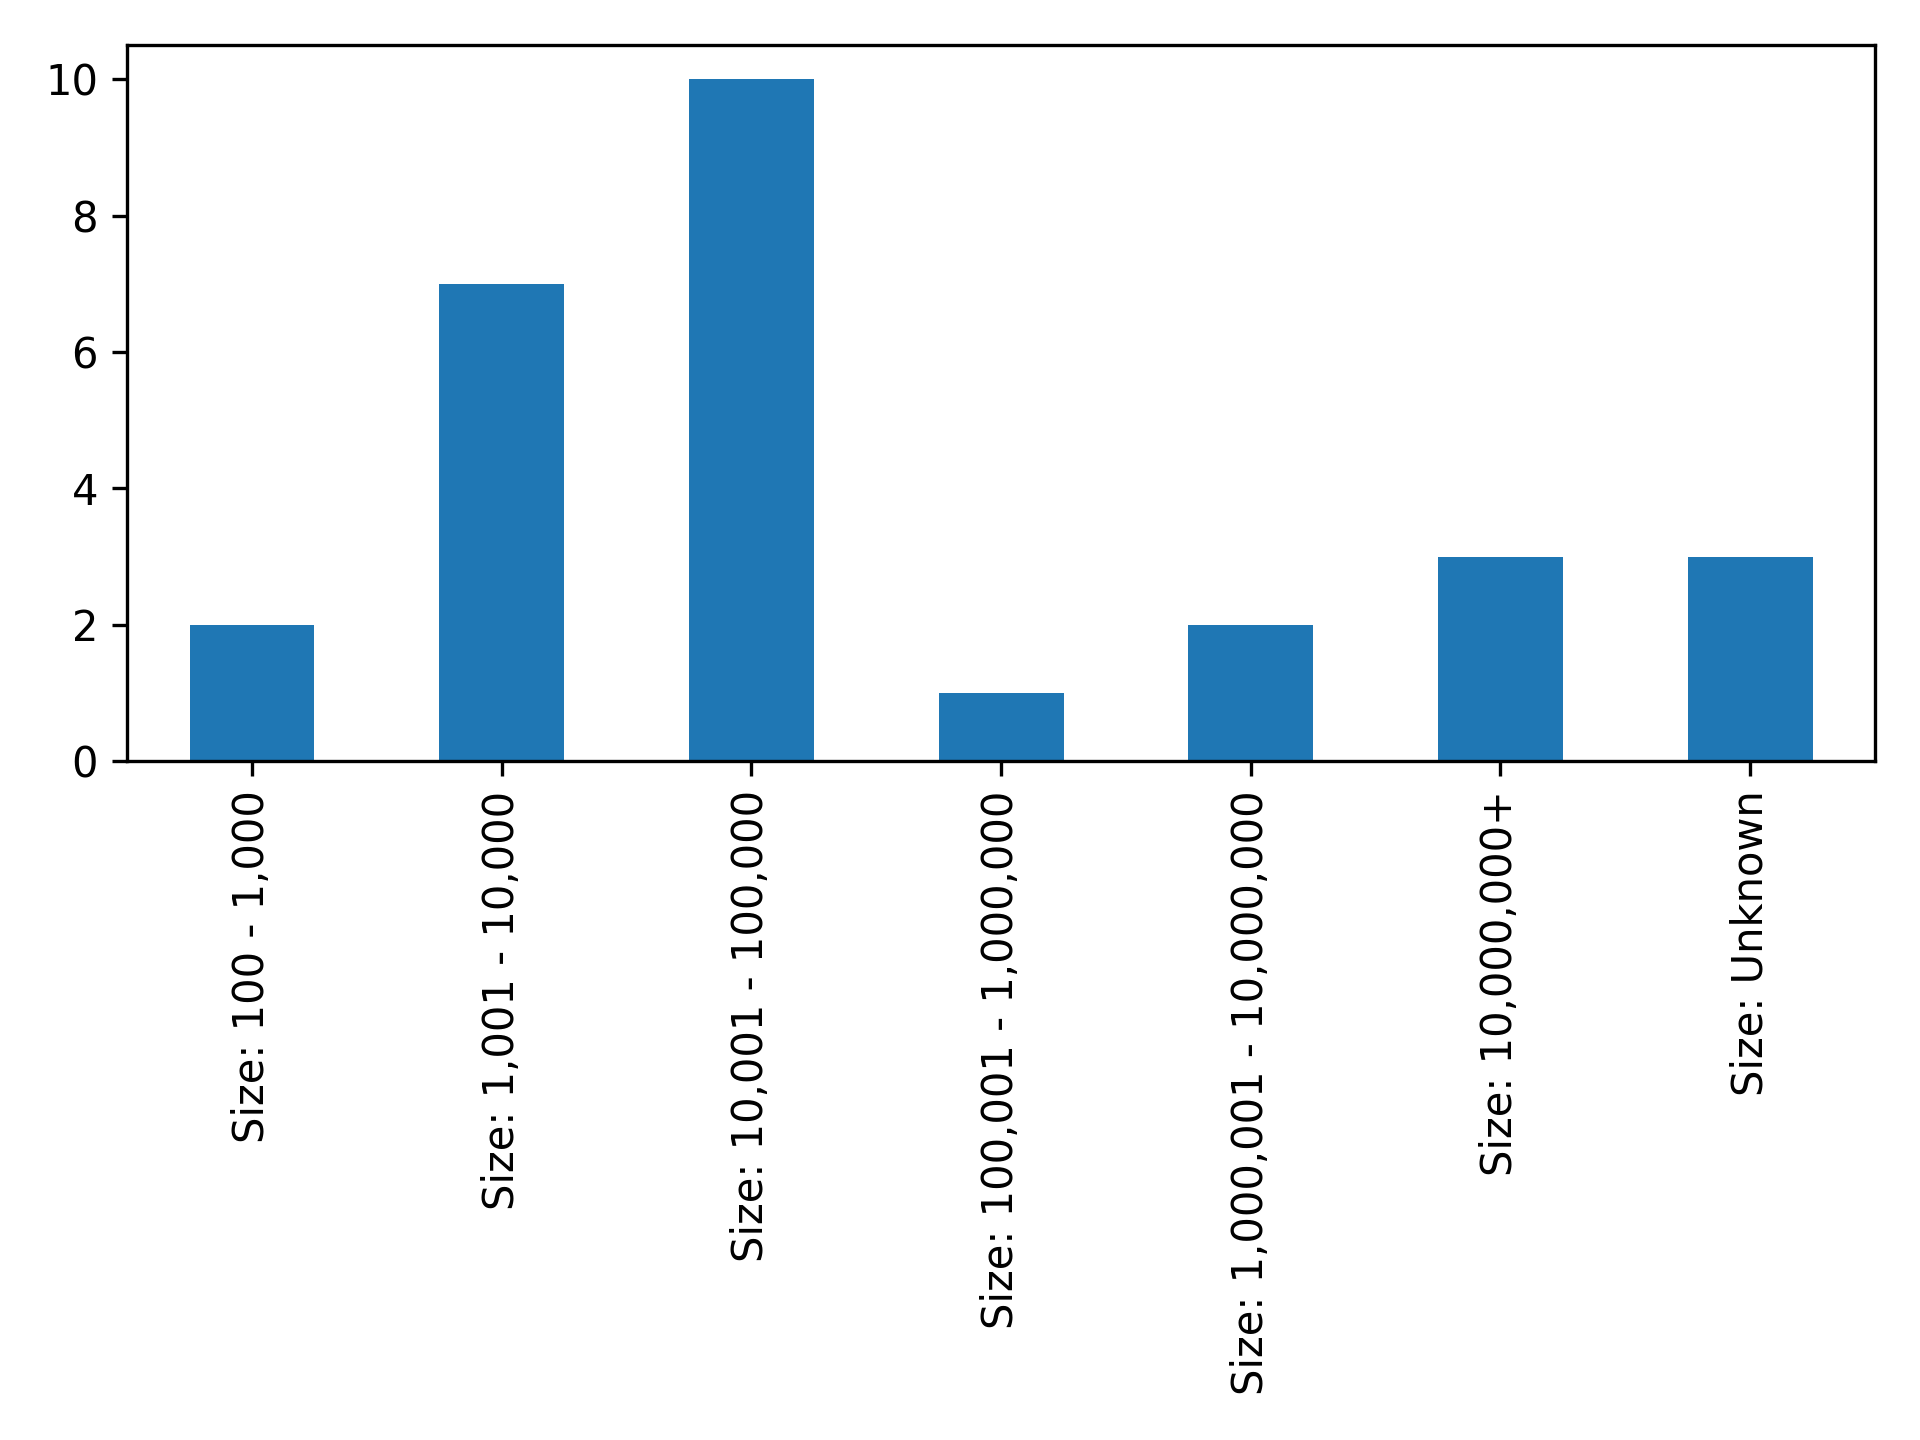 10
8
6
4
2
0
Size: 100 - 1,000
Size: 1,001 - 10,000
Size: 10,001 - 100,000
Size: 100,001 - 1,000,000
Size: 1,000,001 - 10,000,000
Size: 10,000,000+
Size: Unknown